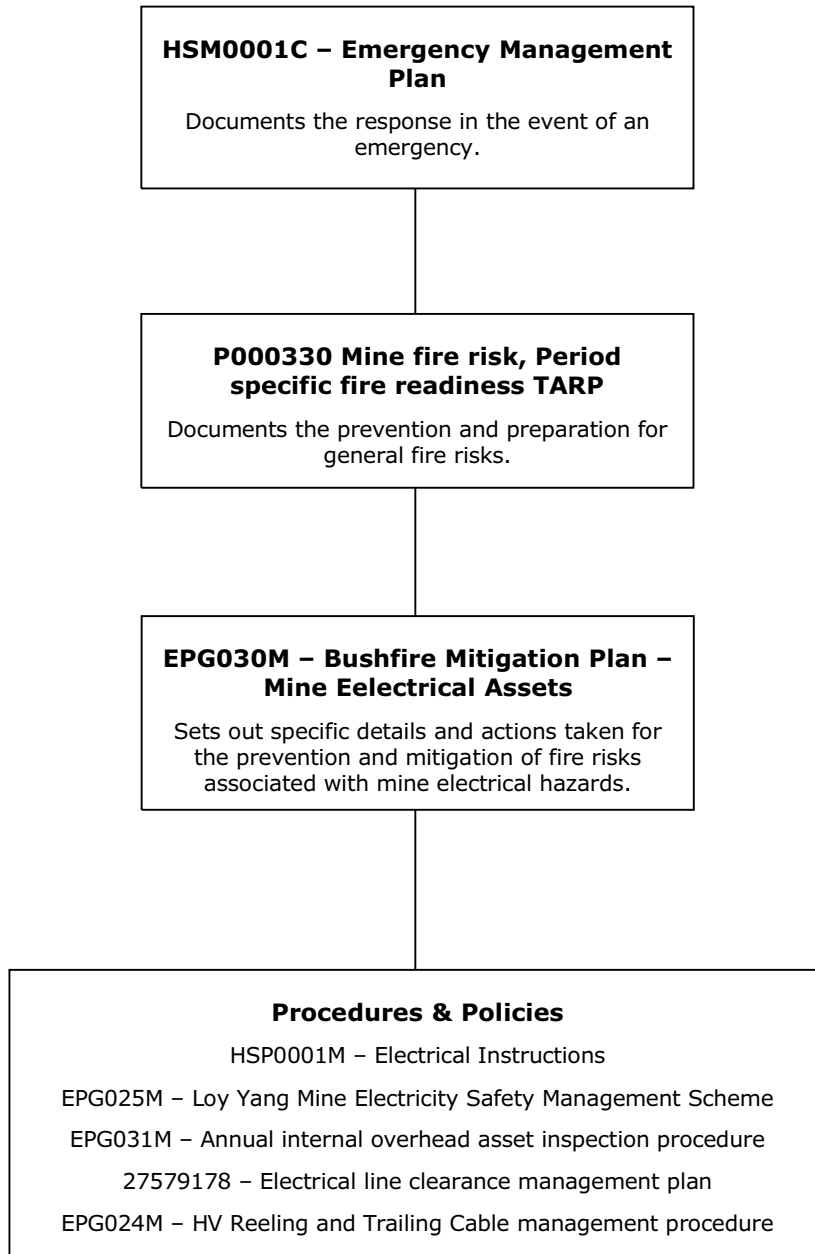 HSM0001C – Emergency Management
Plan
Documents the response in the event of an
emergency.
P000330 Mine fire risk, Period
specific fire readiness TARP
Documents the prevention and preparation for
general fire risks.
EPG030M – Bushfire Mitigation Plan –
Mine Eelectrical Assets
Sets out specific details and actions taken for
the prevention and mitigation of fire risks
associated with mine electrical hazards.
Procedures & Policies
HSP0001M – Electrical Instructions
EPG025M – Loy Yang Mine Electricity Safety Management Scheme
EPG031M – Annual internal overhead asset inspection procedure
27579178 – Electrical line clearance management plan
EPG024M – HV Reeling and Trailing Cable management procedure